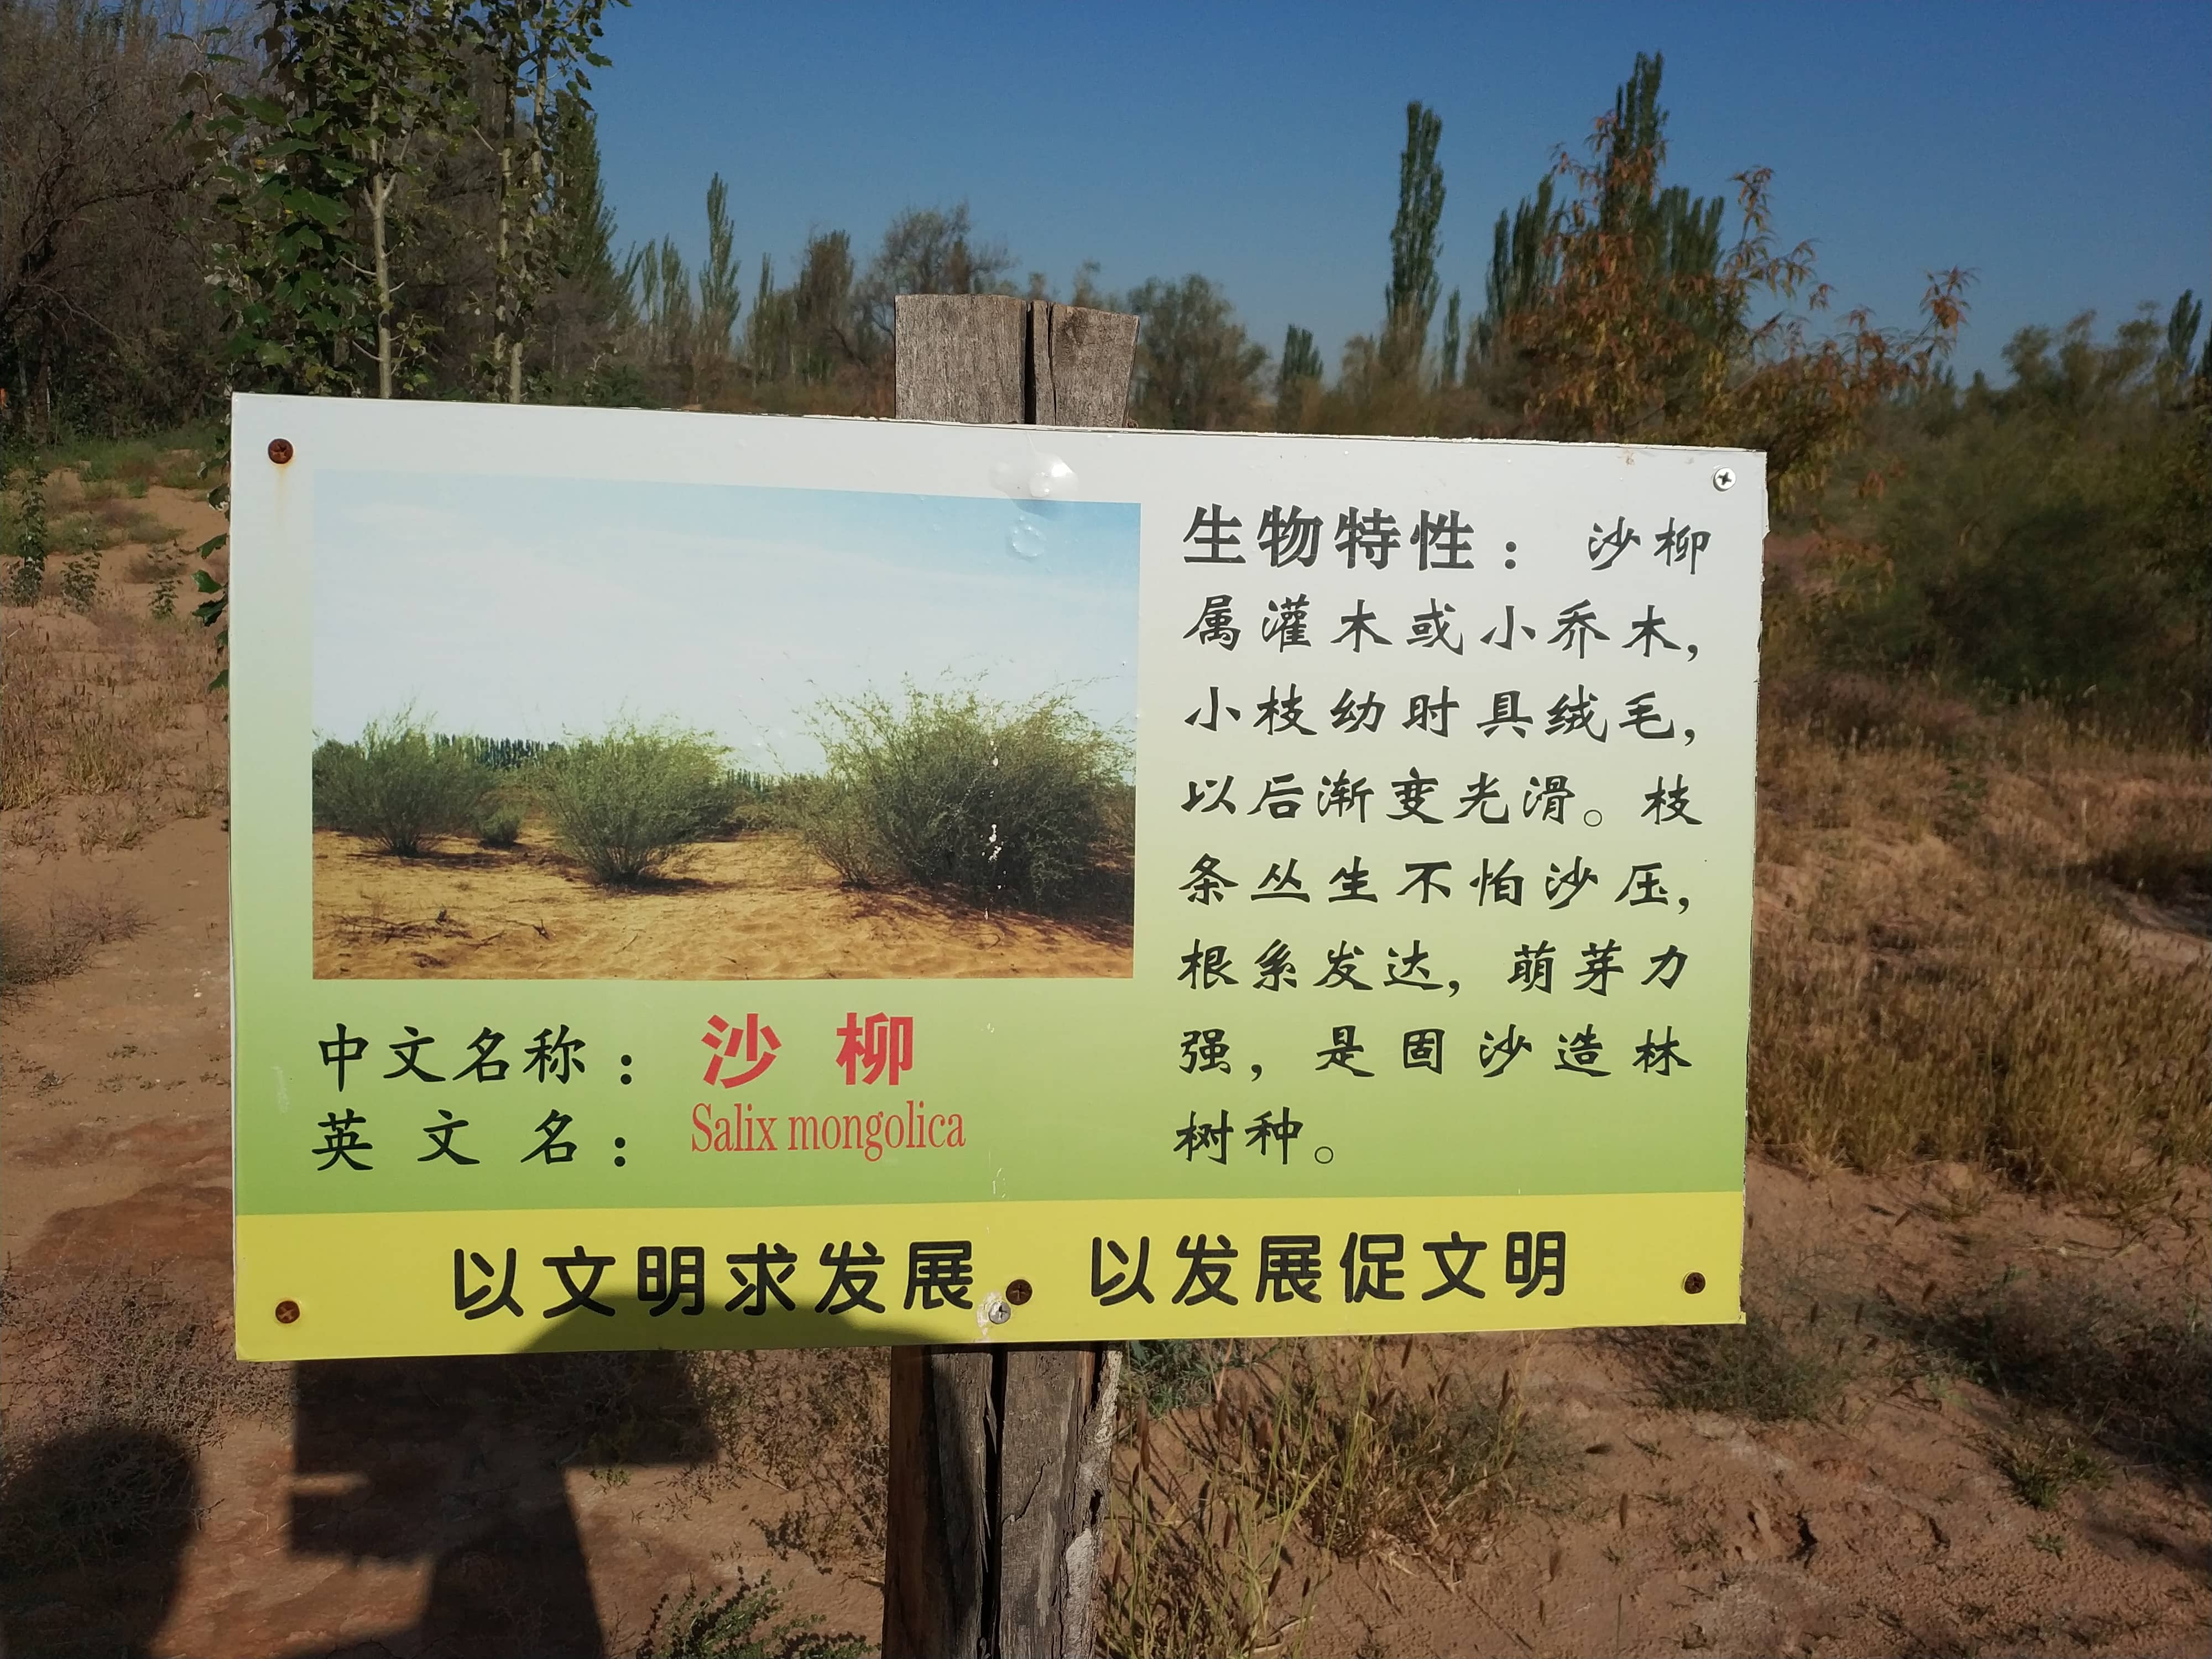 生物特性： 沙柳
属灌木或小乔木，
小枝幼时具绒毛，
以后渐变光滑。枝
条丛生不怕沙压，
根系发达，萌芽力
强，是固沙造林
树种。
中文名称：沙 柳
英文名：Salix mongolica
以文明求发展 以发展促文明